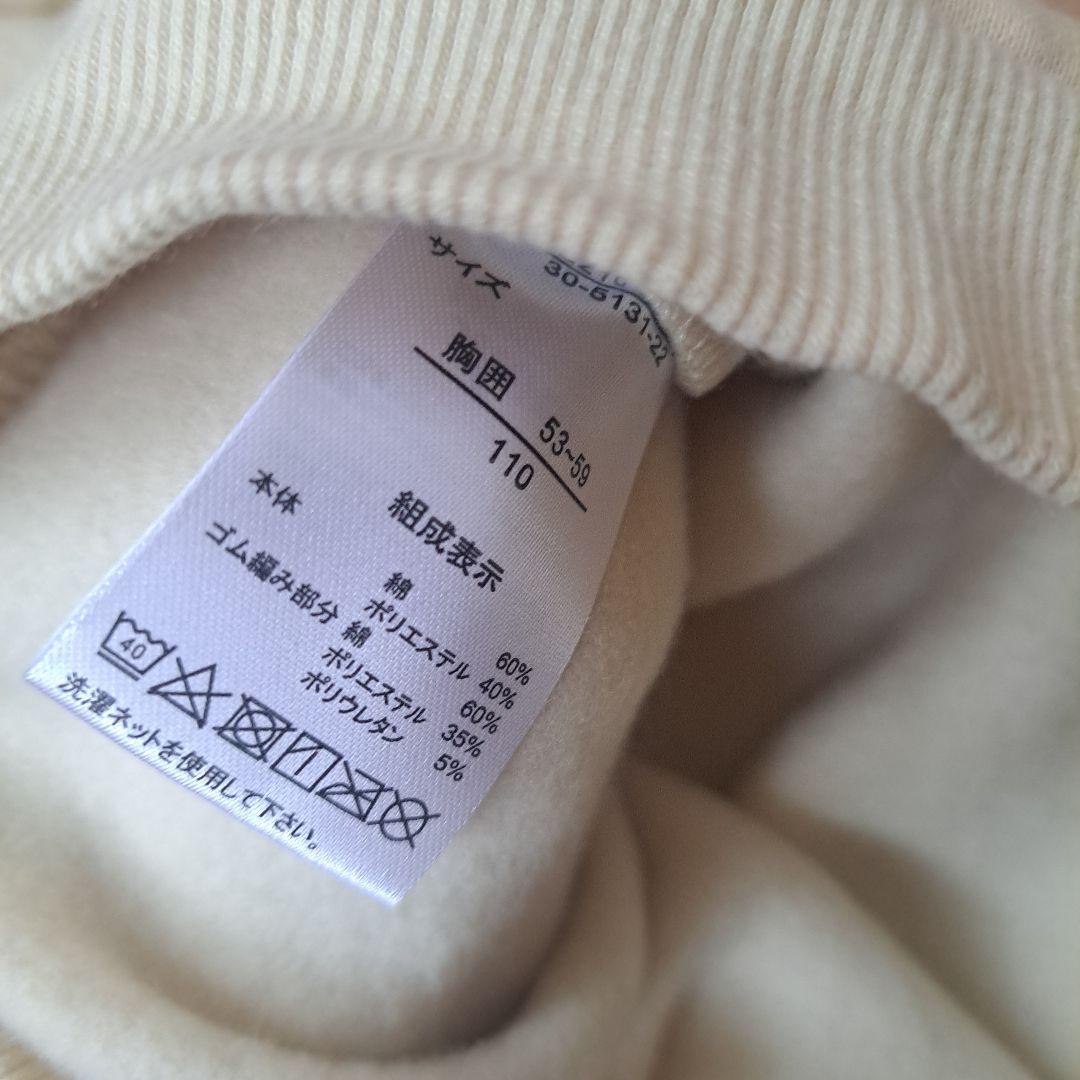 30-5131-22
サイズ
胸囲 53~59
110
組成表示
本体 綿 60%
ポリエステル 40%
ゴム編み部分 綿 60%
ポリエステル 35%
ポリウレタン 5%
40
洗濯ネットを使用して下さい。